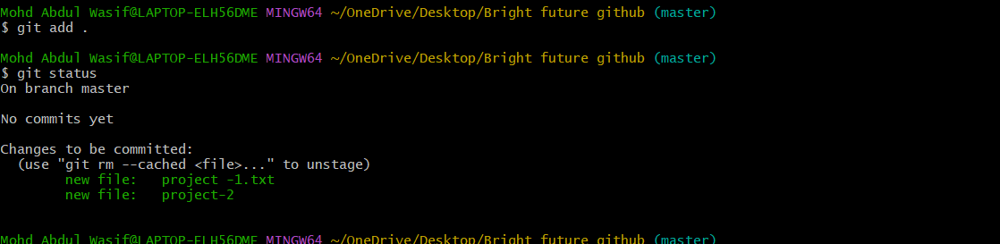 Mohd Abdul Wasif@LAPTOP-ELH56DME MINGW64 ~/OneDrive/Desktop/Bright future github (master)
$ git add .
Mohd Abdul Wasif@LAPTOP-ELH56DME MINGW64 ~/OneDrive/Desktop/Bright future github (master)
$ git status
On branch master
No commits yet
Changes to be committed:
  (use "git rm --cached <file>..." to unstage)
        new file:   project -1.txt
        new file:   project-2
Mohd Abdul Wasif@LAPTOP-ELH56DME MINGW64 ~/OneDrive/Desktop/Bright future github (master)